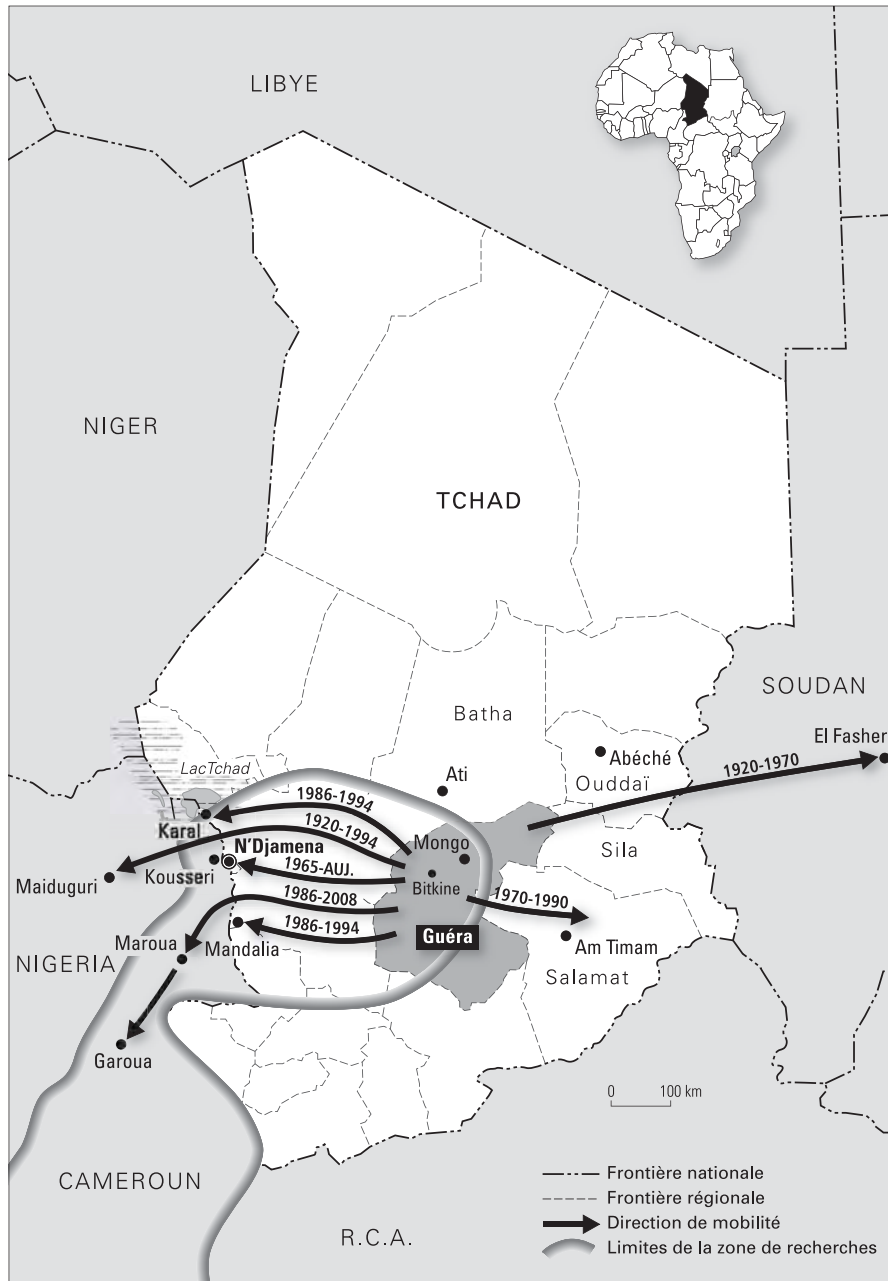 LIBYE
NIGER
TCHAD
SOUDAN
Batha
El Fasher
LacTchad
Abéché
Ouddaï
1920-1970
Ati
1986-1994
Karal
1920-1994
Mongo
N'Djamena
Sila
Kousseri
1965-AUJ.
Maiduguri
Bitkine
1970-1990
1986-2008
1986-1994
Guéra
Maroua
Mandalia
Am Timam
NIGERIA
Salamat
Garoua
0 100 km
CAMEROUN
R.C.A.
Frontière nationale
Frontière régionale
Direction de mobilité
Limites de la zone de recherches